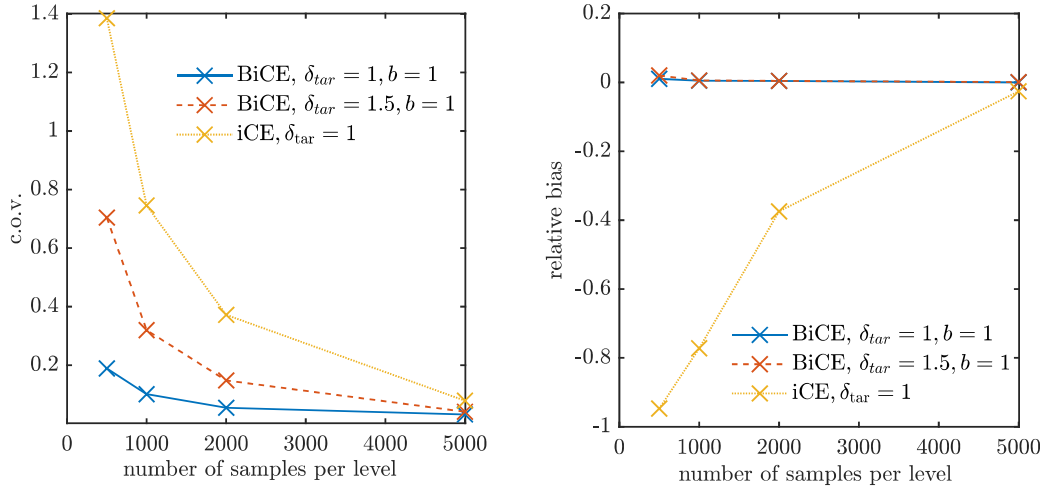 1.4
1.2
1
0.8
0.6
0.4
0.2
c.o.v.
BiCE, δ_tar = 1, b = 1
BiCE, δ_tar = 1.5, b = 1
iCE, δ_tar = 1
0 1000 2000 3000 4000 5000
number of samples per level
0.2
0
-0.2
-0.4
-0.6
-0.8
-1
relative bias
BiCE, δ_tar = 1, b = 1
BiCE, δ_tar = 1.5, b = 1
iCE, δ_tar = 1
0 1000 2000 3000 4000 5000
number of samples per level